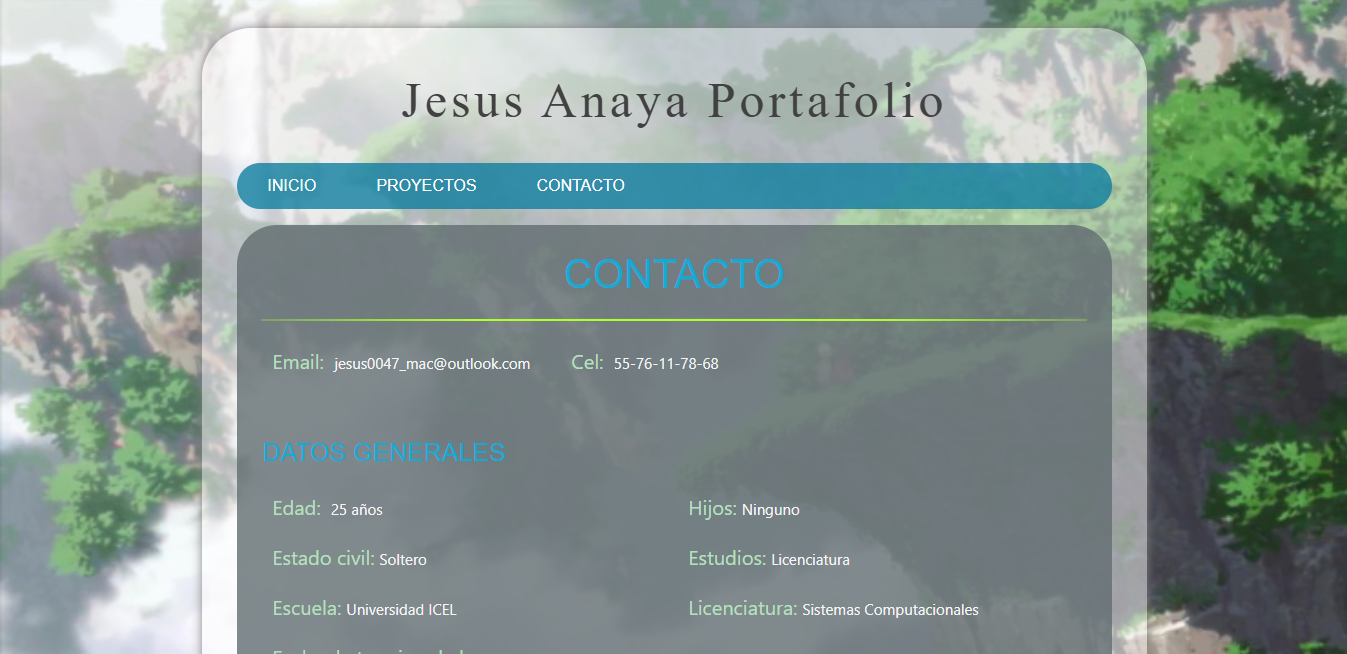 Jesus Anaya Portafolio
INICIO PROYECTOS CONTACTO
CONTACTO
Email: jesus0047_mac@outlook.com Cel: 55-76-11-78-68
DATOS GENERALES
Edad: 25 años Hijos: Ninguno
Estado civil: Soltero Estudios: Licenciatura
Escuela: Universidad ICEL Licenciatura: Sistemas Computacionales